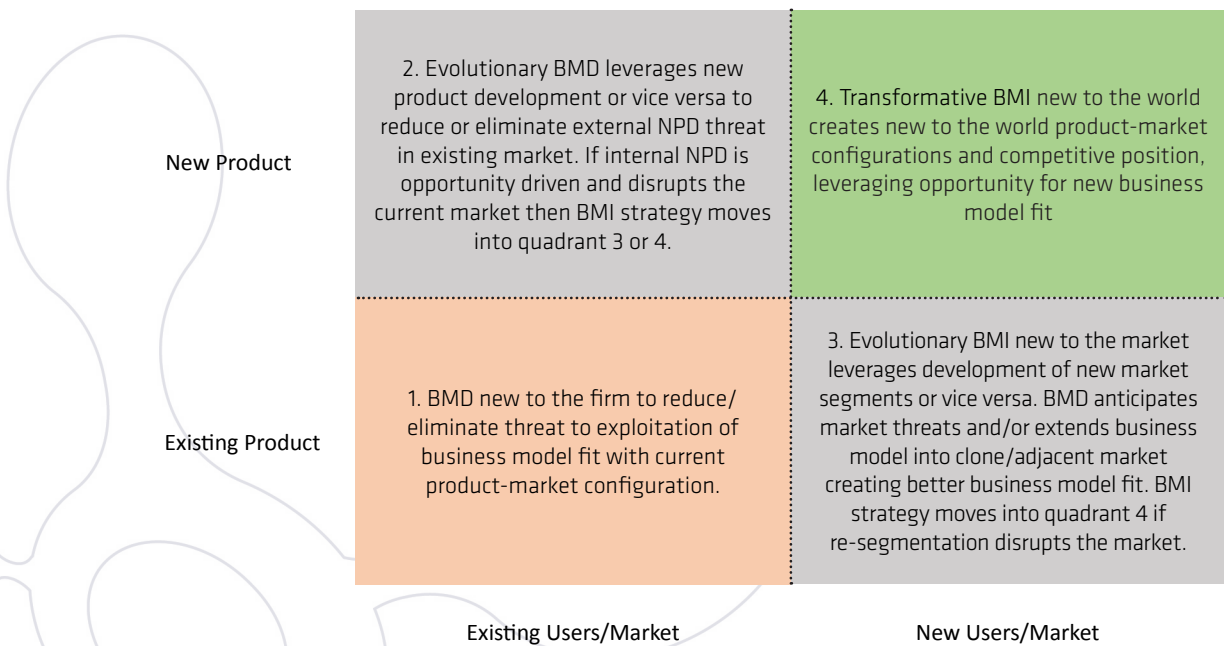 2. Evolutionary BMD leverages new
product development or vice versa to
reduce or eliminate external NPD threat
in existing market. If internal NPD is
opportunity driven and disrupts the
current market then BMI strategy moves
into quadrant 3 or 4.
4. Transformative BMI new to the world
creates new to the world product-market
configurations and competitive position,
leveraging opportunity for new business
model fit
New Product
1. BMD new to the firm to reduce/
eliminate threat to exploitation of
business model fit with current
product-market configuration.
3. Evolutionary BMI new to the market
leverages development of new market
segments or vice versa. BMD anticipates
market threats and/or extends business
model into clone/adjacent market
creating better business model fit. BMI
strategy moves into quadrant 4 if
re-segmentation disrupts the market.
Existing Product
Existing Users/Market
New Users/Market